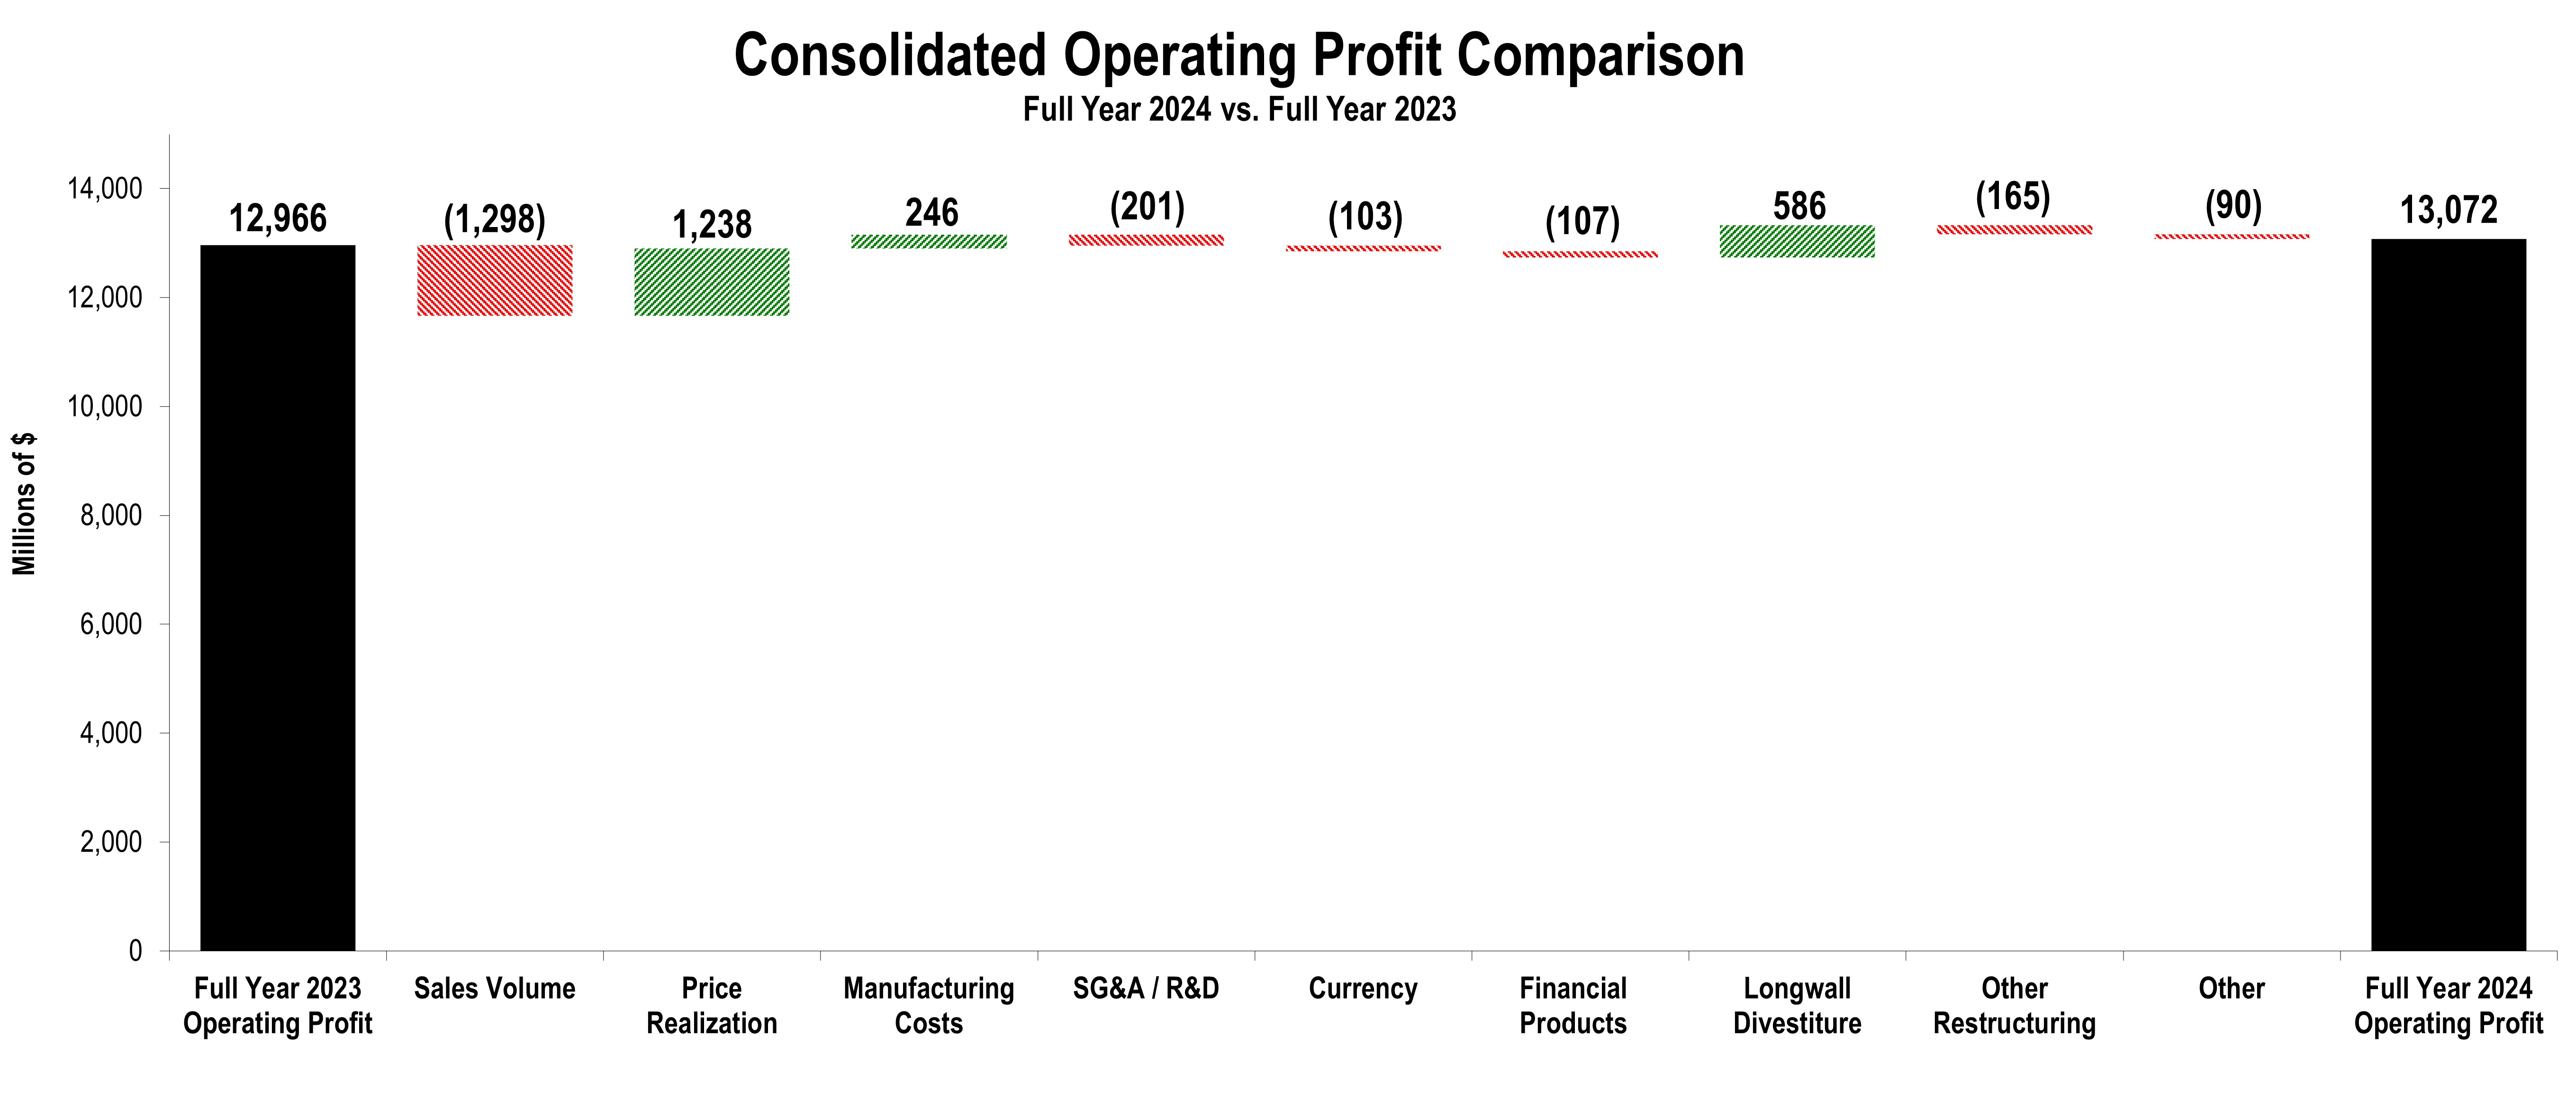 Consolidated Operating Profit Comparison
Full Year 2024 vs. Full Year 2023
Millions of $
14,000
12,000
10,000
8,000
6,000
4,000
2,000
0
12,966
(1,298)
1,238
246
(201)
(103)
(107)
586
(165)
(90)
13,072
Full Year 2023
Operating Profit
Sales Volume
Price
Realization
Manufacturing
Costs
SG&A / R&D
Currency
Financial
Products
Longwall
Divestiture
Other
Restructuring
Other
Full Year 2024
Operating Profit